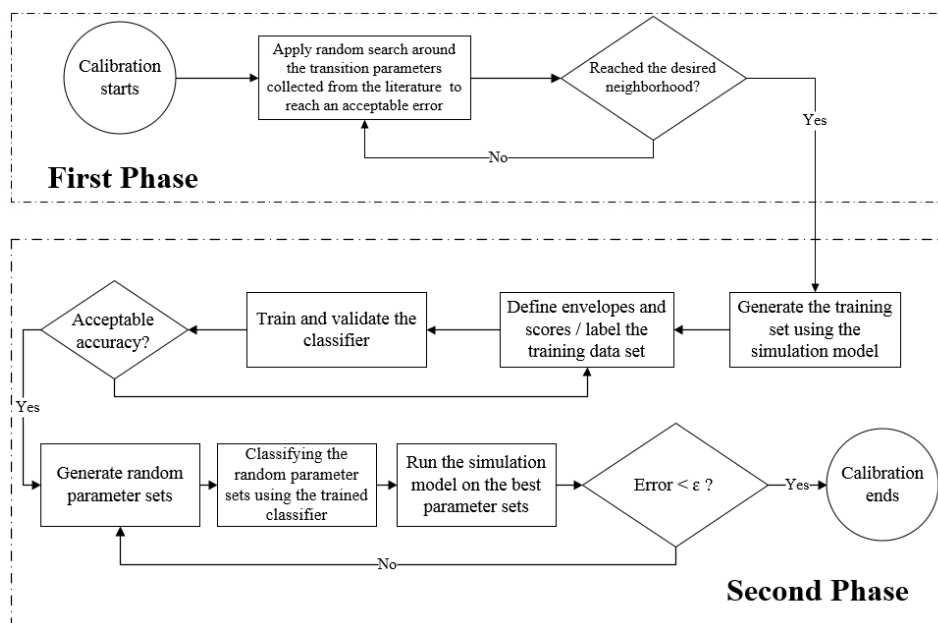 Calibration
starts
Apply random search around
the transition parameters
collected from the literature to
reach an acceptable error
Reached the desired
neighborhood?
No
Yes
First Phase
Generate the training
set using the
simulation model
Define envelopes and
scores / label the
training data set
Train and validate the
classifier
Acceptable
accuracy?
Yes
Generate random
parameter sets
Classifying the
random parameter
sets using the trained
classifier
Run the simulation
model on the best
parameter sets
Error < ε ?
Yes
Calibration
ends
No
Second Phase